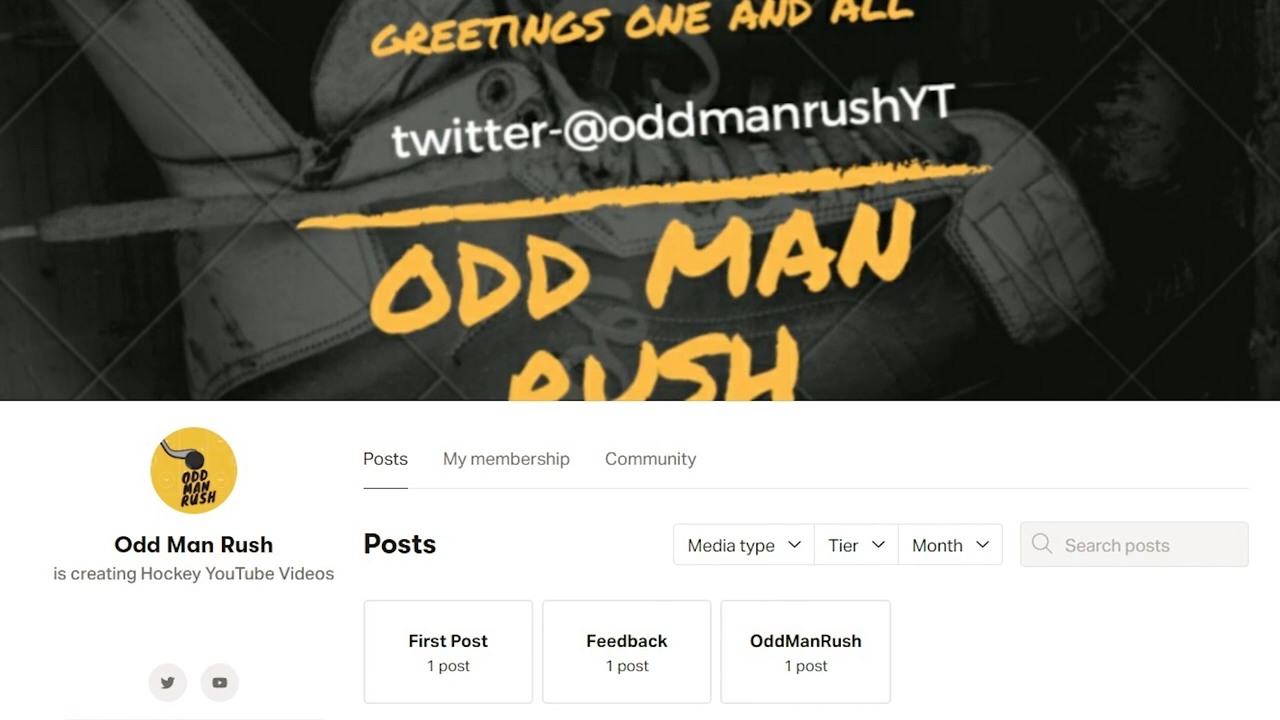 GREETINGS ONE AND ALL
twitter-@oddmanrushYT
ODD MAN
RUSH
ODD
MAN
RUSH
Odd Man Rush
is creating Hockey YouTube Videos
Posts My membership Community
Posts
Media type Tier Month Search posts
First Post Feedback OddManRush
1 post 1 post 1 post